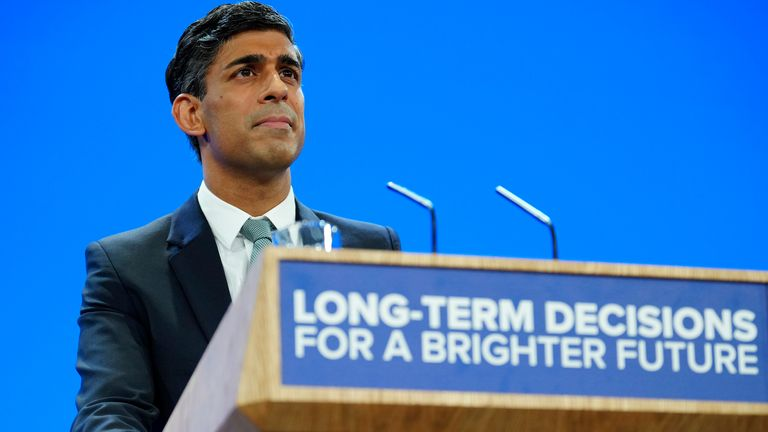 LONG-TERM DECISIONS
FOR A BRIGHTER FUTURE